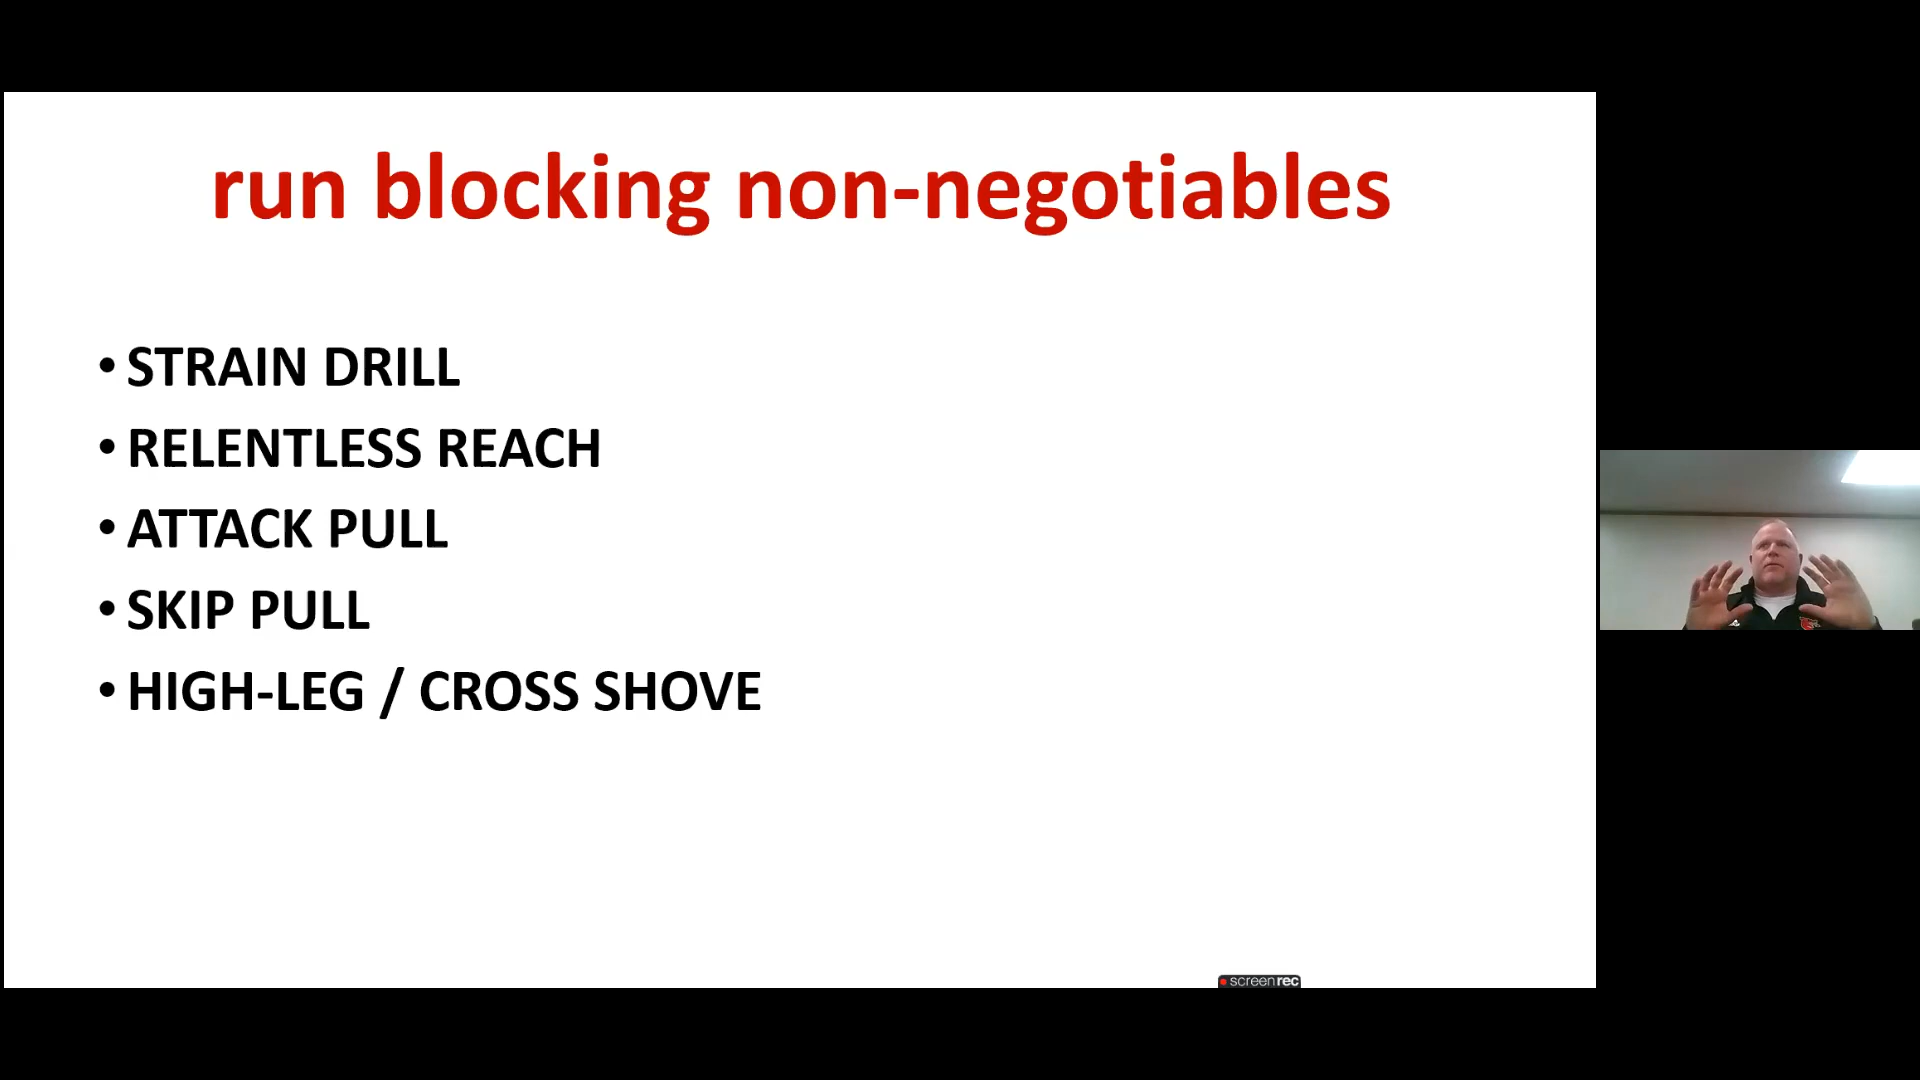 run blocking non-negotiables
• STRAIN DRILL
• RELENTLESS REACH
• ATTACK PULL
• SKIP PULL
• HIGH-LEG / CROSS SHOVE
screenrec